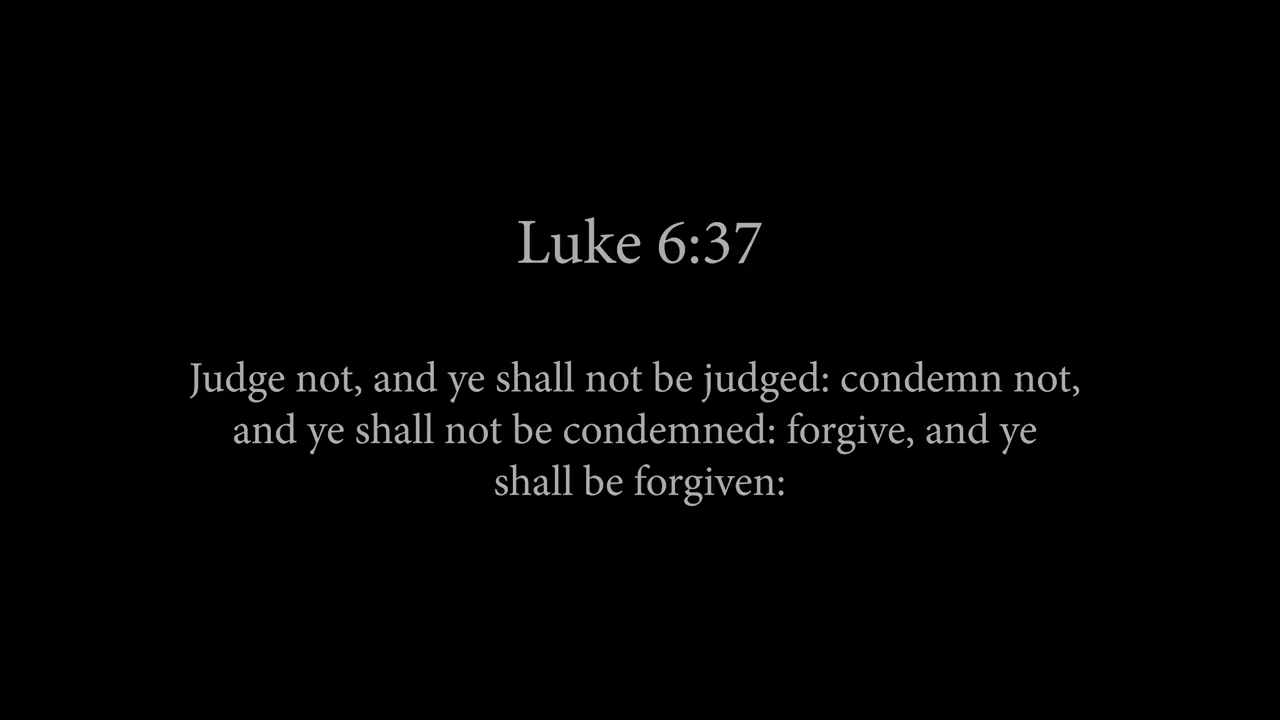 Luke 6:37
Judge not, and ye shall not be judged: condemn not,
and ye shall not be condemned: forgive, and ye
shall be forgiven: